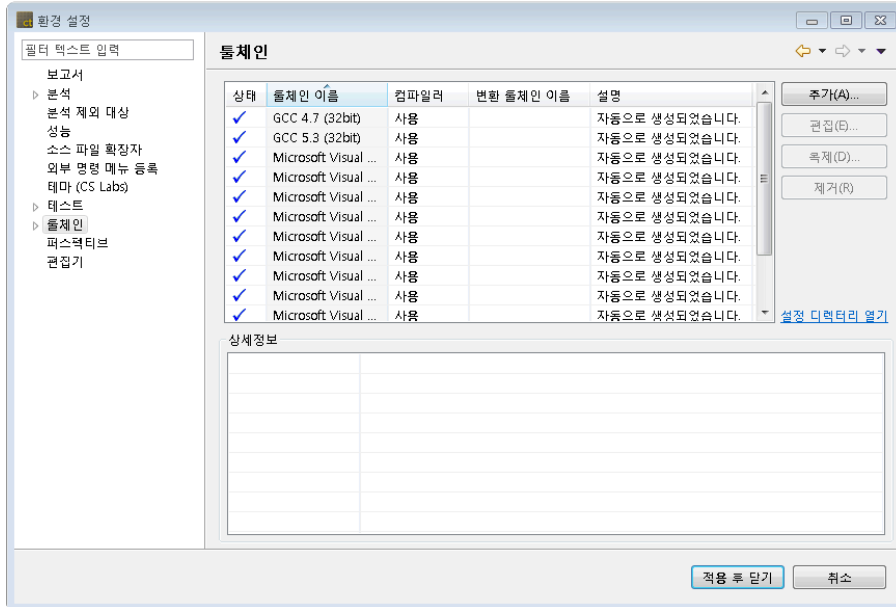 ct 환경 설정
필터 텍스트 입력
보고서
분석
분석 제외 대상
성능
소스 파일 확장자
외부 명령 메뉴 등록
테마 (CS Labs)
테스트
툴체인
퍼스펙티브
편집기
툴체인
상태 툴체인 이름 컴파일러 변환 툴체인 이름 설명
GCC 4.7 (32bit) 사용 자동으로 생성되었습니다.
GCC 5.3 (32bit) 사용 자동으로 생성되었습니다.
Microsoft Visual ... 사용 자동으로 생성되었습니다.
Microsoft Visual ... 사용 자동으로 생성되었습니다.
Microsoft Visual ... 사용 자동으로 생성되었습니다.
Microsoft Visual ... 사용 자동으로 생성되었습니다.
Microsoft Visual ... 사용 자동으로 생성되었습니다.
Microsoft Visual ... 사용 자동으로 생성되었습니다.
Microsoft Visual ... 사용 자동으로 생성되었습니다.
Microsoft Visual ... 사용 자동으로 생성되었습니다.
Microsoft Visual ... 사용 자동으로 생성되었습니다.
추가(A)...
편집(E)...
복제(D)...
제거(R)
설정 디렉터리 열기
상세정보
적용 후 닫기
취소